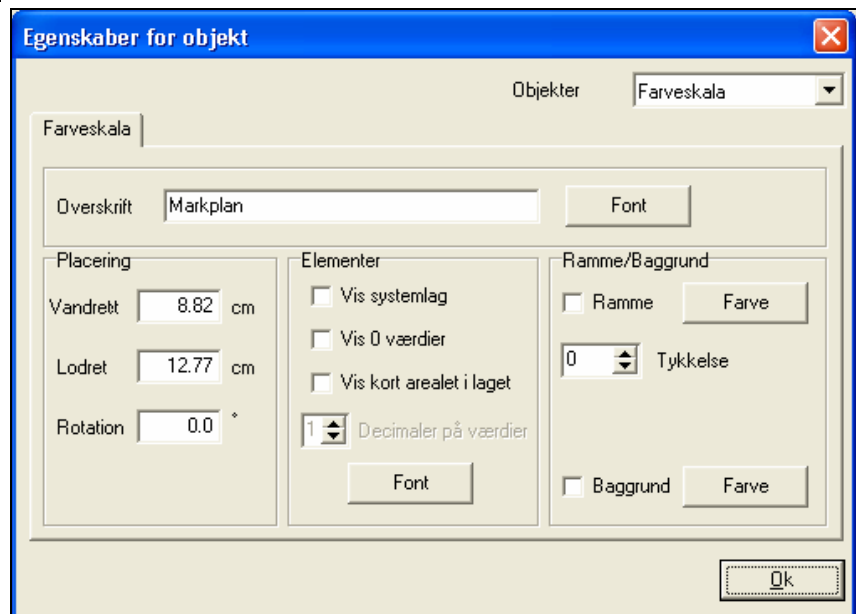 Egenskaber for objekt
Objekter Farveskala
Farveskala
Overskrift Markplan Font
Placering
Vandrett 8.82 cm
Lodret 12.77 cm
Rotation 0.0 °
Elementer
Vis systemlag
Vis 0 værdier
Vis kort arealet i laget
1 Decimaler på værdier
Font
Ramme/Baggrund
Ramme Farve
0 Tykkelse
Baggrund Farve
Ok